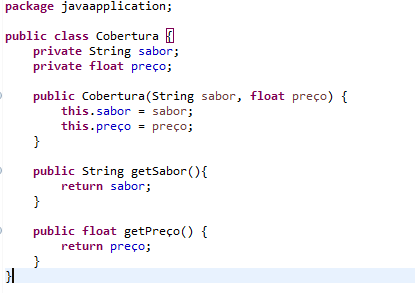 package javaapplication;
public class Cobertura {
private String sabor;
private float preço;
public Cobertura(String sabor, float preço) {
this.sabor = sabor;
this.preço = preço;
}
public String getSabor(){
return sabor;
}
public float getPreço() {
return preço;
}
}